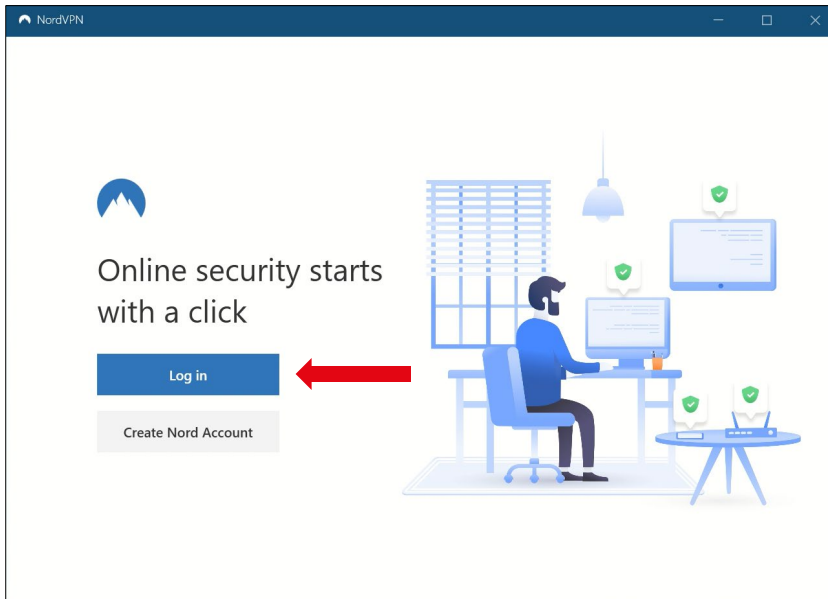 NordVPN
Online security starts
with a click
Log in
Create Nord Account